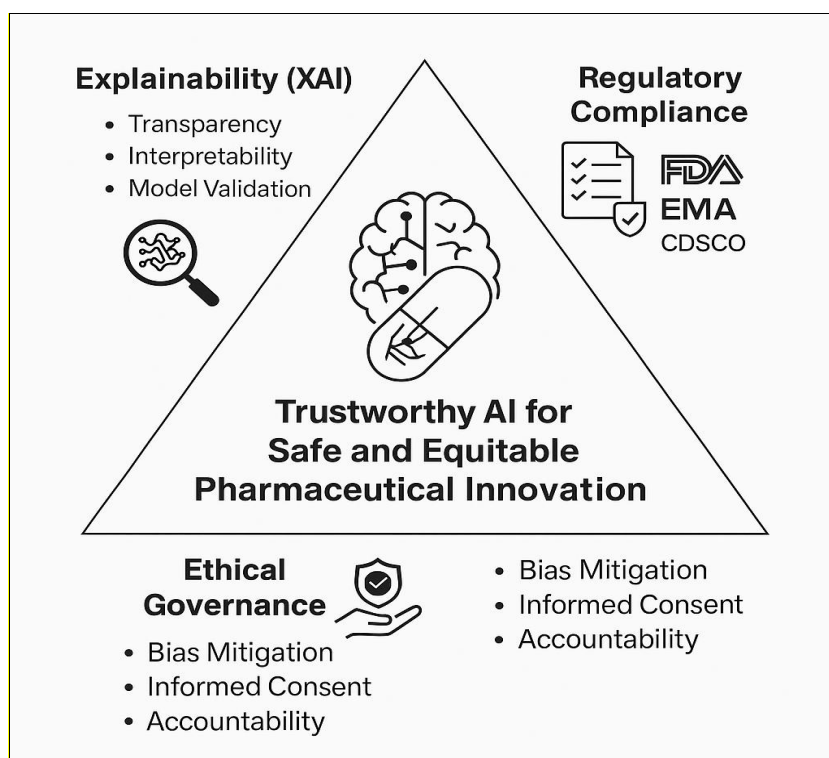 Explainability (XAI)
• Transparency
• Interpretability
• Model Validation
Regulatory
Compliance
FDA
EMA
CDSCO
Trustworthy AI for
Safe and Equitable
Pharmaceutical Innovation
Ethical
Governance
• Bias Mitigation
• Informed Consent
• Accountability
• Bias Mitigation
• Informed Consent
• Accountability